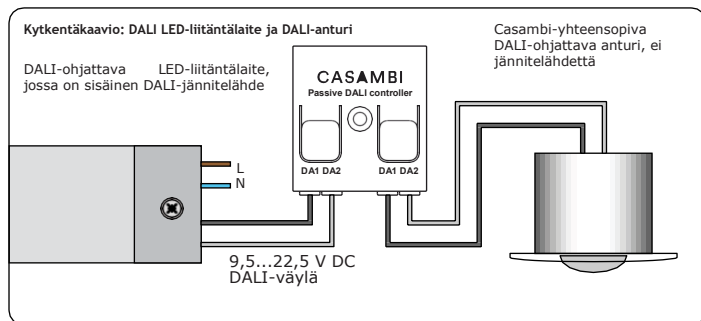 Kytkentäkaavio: DALI LED-liitäntälaite ja DALI-anturi
DALI-ohjattava LED-liitäntälaite,
jossa on sisäinen DALI-jännitelähde
CASAMBI
Passive DALI controller
DA1 DA2 DA1 DA2
Casambi-yhteensopiva
DALI-ohjattava anturi, ei
jännitelähdettä
L
N
9,5...22,5 V DC
DALI-väylä